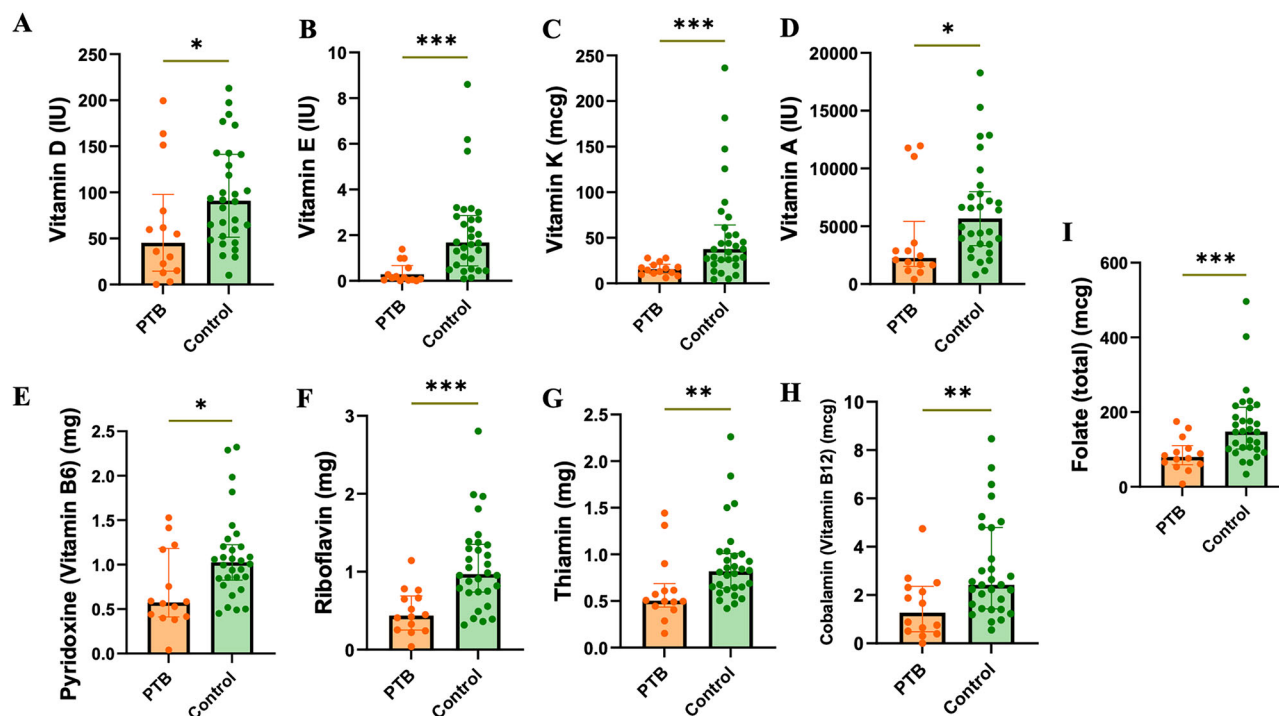 A
Vitamin D (IU)
250
200
150
100
50
0
*
PTB
Control
B
Vitamin E (IU)
10
8
6
4
2
0
***
PTB
Control
C
Vitamin K (mcg)
250
200
150
100
50
0
***
PTB
Control
D
Vitamin A (IU)
20000
15000
10000
5000
0
*
PTB
Control
E
Pyridoxine (Vitamin B6) (mg)
2.5
2.0
1.5
1.0
0.5
0.0
*
PTB
Control
F
Riboflavin (mg)
3
2
1
0
***
PTB
Control
G
Thiamin (mg)
2.5
2.0
1.5
1.0
0.5
0.0
**
PTB
Control
H
Cobalamin (Vitamin B12) (mcg)
10
8
6
4
2
0
**
PTB
Control
I
Folate (total) (mcg)
600
400
200
0
***
PTB
Control